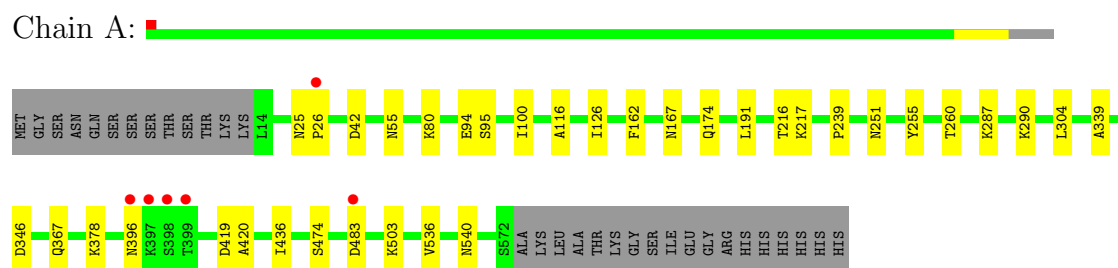 Chain A:
MET GLY SER ASN GLN SER SER SER THR SER THR LYS LYS L14 N25 P26 D42 N55 K80 E94 S95 I100 A116 I126 F162 N167 Q174 L191 T216 K217 P239 N251 Y255 T260 K287 K290 L304 A339
D346 Q367 K378 N396 K397 S398 T399 D419 A420 I436 S474 D483 K503 V536 N540 S572 ALA LYS LEU ALA THR LYS GLY SER ILE GLU GLY ARG HIS HIS HIS HIS HIS HIS